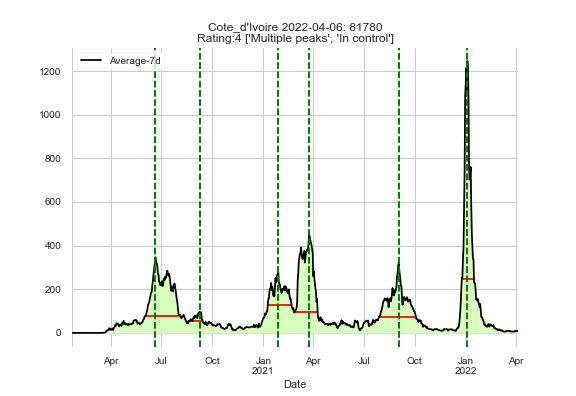 Cote_d'Ivoire 2022-04-06: 81780
Rating:4 ['Multiple peaks', 'In control']
Average-7d
1200
1000
800
600
400
200
0
Apr Jul Oct Jan Apr Jul Oct Jan Apr
2021 2022
Date